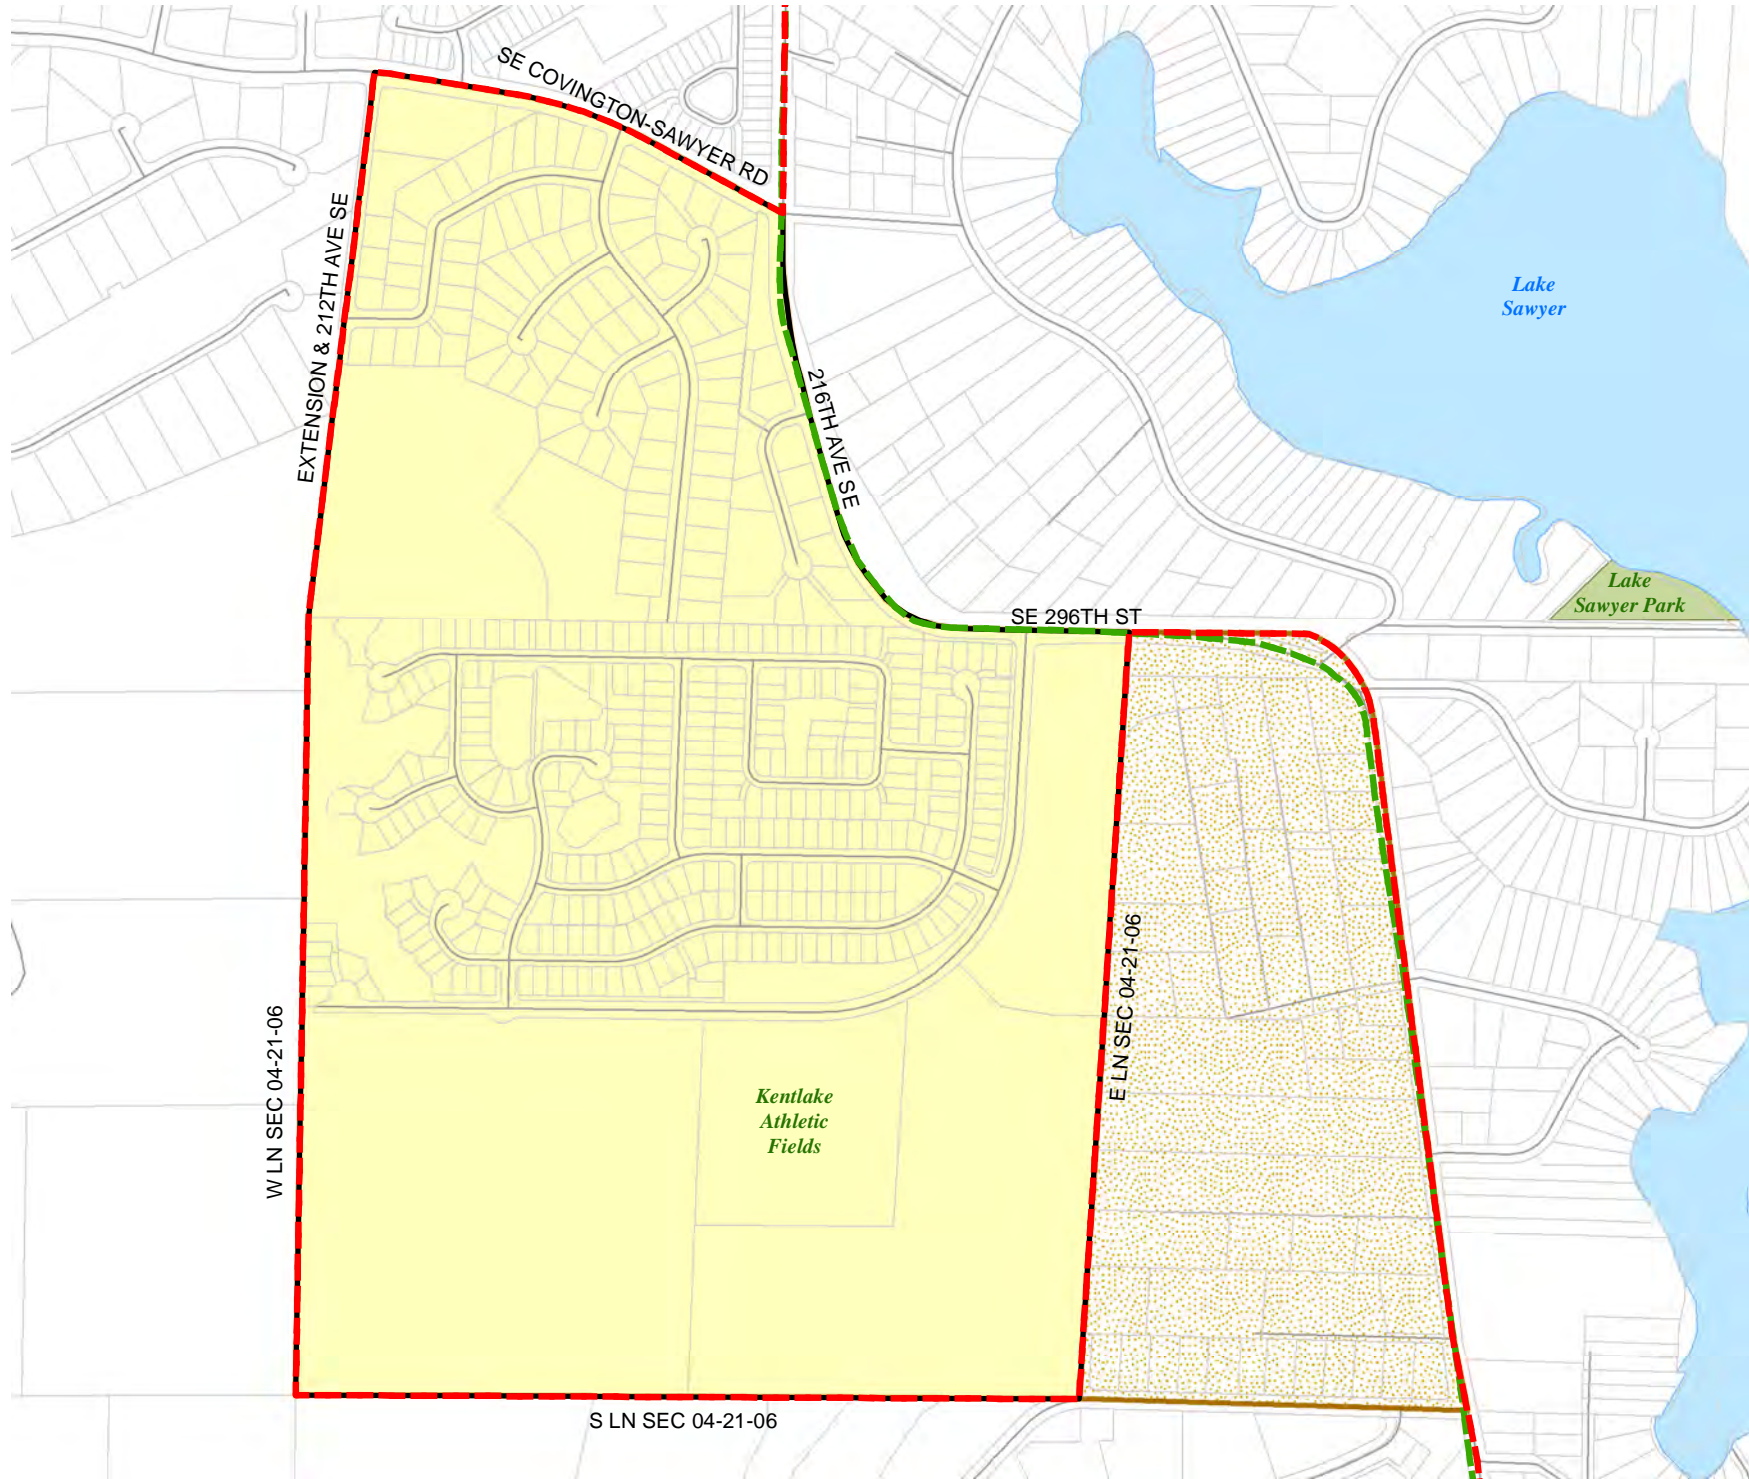 SE COVINGTON-SAWYER RD
EXTENSION & 212TH AVE SE
Lake
Sawyer
216TH AVE SE
Lake
Sawyer Park
SE 296TH ST
E LN SEC 04-21-06
W LN SEC 04-21-06
Kentlake
Athletic
Fields
S LN SEC 04-21-06